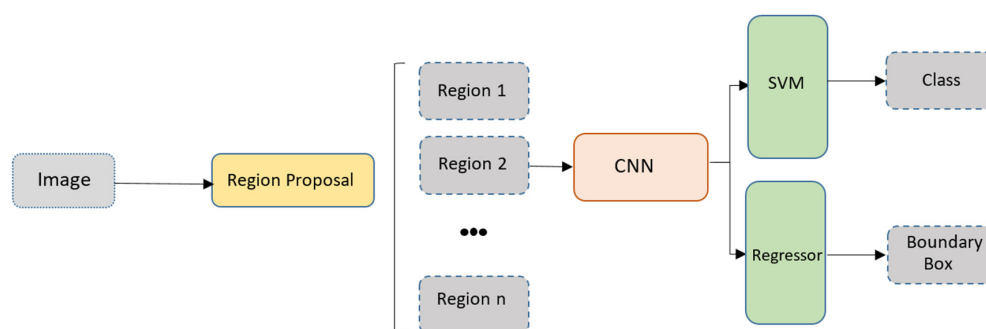 Image
Region Proposal
Region 1
Region 2
•••
Region n
CNN
SVM
Regressor
Class
Boundary
Box